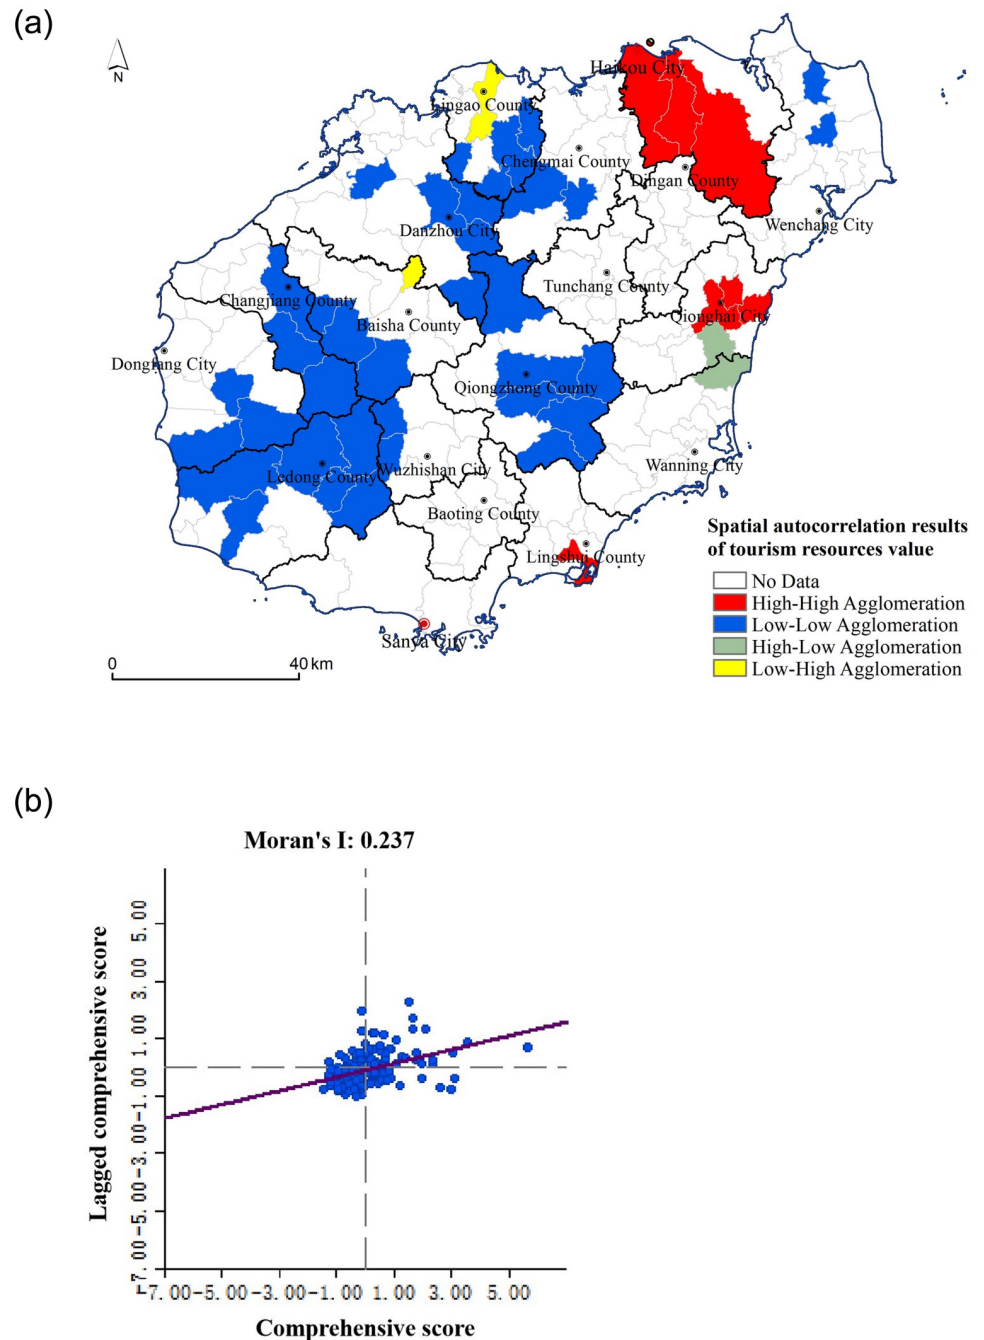 (a)
N
Haikou City
Lingao County
Chengmai County
Dingan County
Wenchang City
Danzhou City
Tunchang County
Changjiang County
Qionghai City
Baisha County
Dongfang City
Qiongzhong County
Wanning City
Ledong County
Wuzhishan City
Baoting County
Lingshui County
Sanya City
0 40 km
Spatial autocorrelation results
of tourism resources value
No Data
High-High Agglomeration
Low-Low Agglomeration
High-Low Agglomeration
Low-High Agglomeration
(b)
Moran's I: 0.237
Lagged comprehensive score
-7.00 -5.00 -3.00 -1.00 1.00 3.00 5.00
-7.00 -5.00 -3.00 -1.00 1.00 3.00 5.00
Comprehensive score